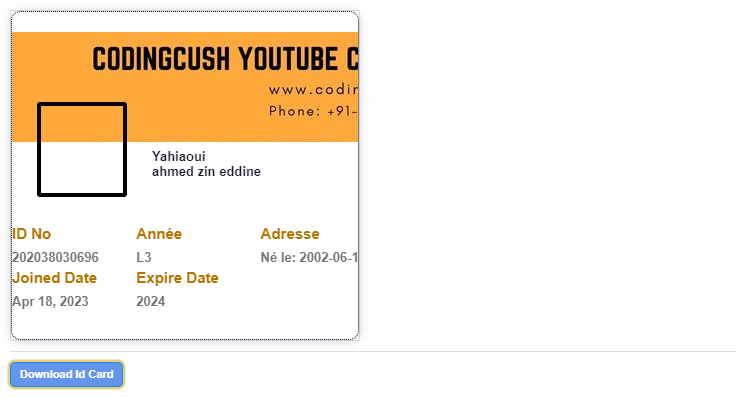 CODINGCUSH YOUTUBE C
www.codin
Phone: +91-
Yahiaoui
ahmed zin eddine
ID No Année Adresse
202038030696 L3 Né le: 2002-06-1
Joined Date Expire Date
Apr 18, 2023 2024
Download Id Card